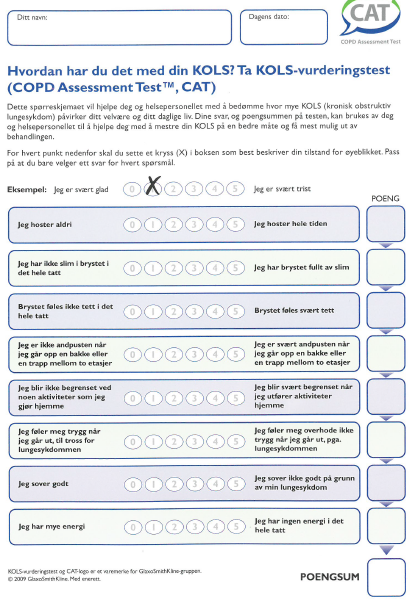 Ditt navn:
Dagens dato:
CAT
COPD Assessment Test
Hvordan har du det med din KOLS? Ta KOLS-vurderingstest
(COPD Assessment Test™, CAT)
Dette spørreskjemaet vil hjelpe deg og helsepersonellet med å bedømme hvor mye KOLS (kronisk obstruktiv
lungesykdom) påvirker ditt velvære og ditt daglige liv. Dine svar, og poengsummen på testen, kan brukes av deg
og helsepersonellet til å hjelpe deg med å mestre din KOLS på en bedre måte og få mest mulig ut av
behandlingen.
For hvert punkt nedenfor skal du sette et kryss (X) i boksen som best beskriver din tilstand for øyeblikket. Pass
på at du bare velger ett svar for hvert spørsmål.
Eksempel: Jeg er svært glad 0 X 2 3 4 5 Jeg er svært trist
POENG
Jeg hoster aldri 0 1 2 3 4 5 Jeg hoster hele tiden
Jeg har ikke slim i brystet i
det hele tatt
0 1 2 3 4 5
Jeg har brystet fullt av slim
Brystet føles ikke tett i det
hele tatt
0 1 2 3 4 5
Brystet føles svært tett
Jeg er ikke andpusten når
jeg går opp en bakke eller
en trapp mellom to etasjer
0 1 2 3 4 5
Jeg er svært andpusten når
jeg går opp en bakke eller
en trapp mellom to etasjer
Jeg blir ikke begrenset ved
noen aktiviteter som jeg
gjør hjemme
0 1 2 3 4 5
Jeg blir svært begrenset når
jeg utfører aktiviteter
hjemme
Jeg føler meg trygg når
jeg går ut, til tross for
lungesykdommen
0 1 2 3 4 5
Jeg føler meg overhode ikke
trygg når jeg går ut, pga.
lungesykdommen
Jeg sover godt
0 1 2 3 4 5
Jeg sover ikke godt på grunn
av min lungesykdom
Jeg har mye energi
0 1 2 3 4 5
Jeg har ingen energi i det
hele tatt
KOLS-vurderingstest og CAT-logo er et varemerke for GlaxoSmithKline-gruppen.
© 2009 GlaxoSmithKline. Med enerett.
POENGSUM